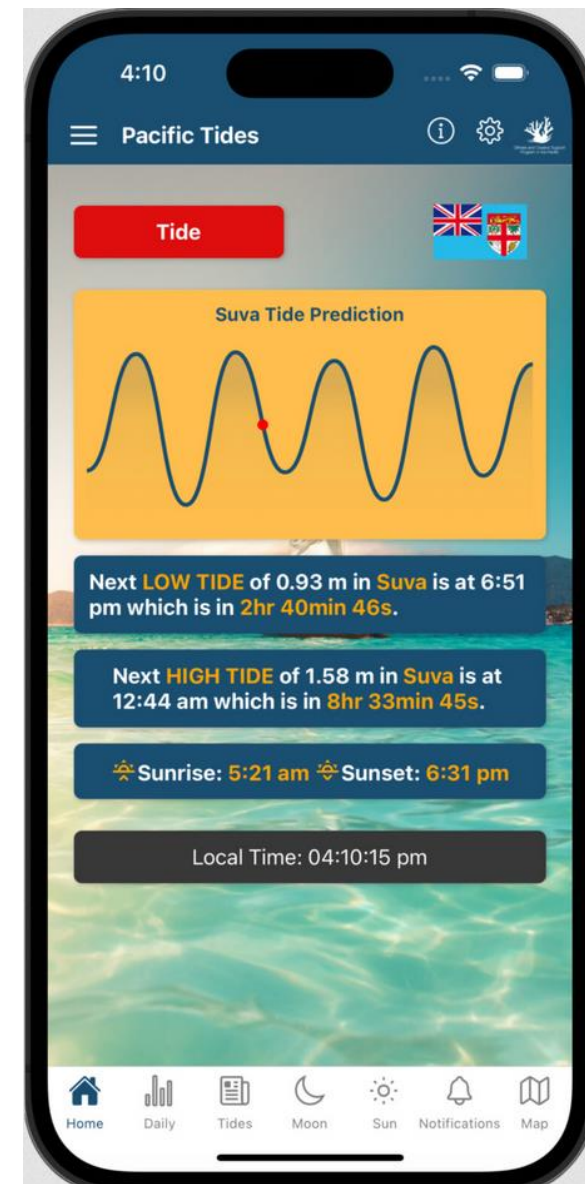 4:10
Pacific Tides
Tide
Suva Tide Prediction
Next LOW TIDE of 0.93 m in Suva is at 6:51
pm which is in 2hr 40min 46s.
Next HIGH TIDE of 1.58 m in Suva is at
12:44 am which is in 8hr 33min 45s.
Sunrise: 5:21 am Sunset: 6:31 pm
Local Time: 04:10:15 pm
Home Daily Tides Moon Sun Notifications Map